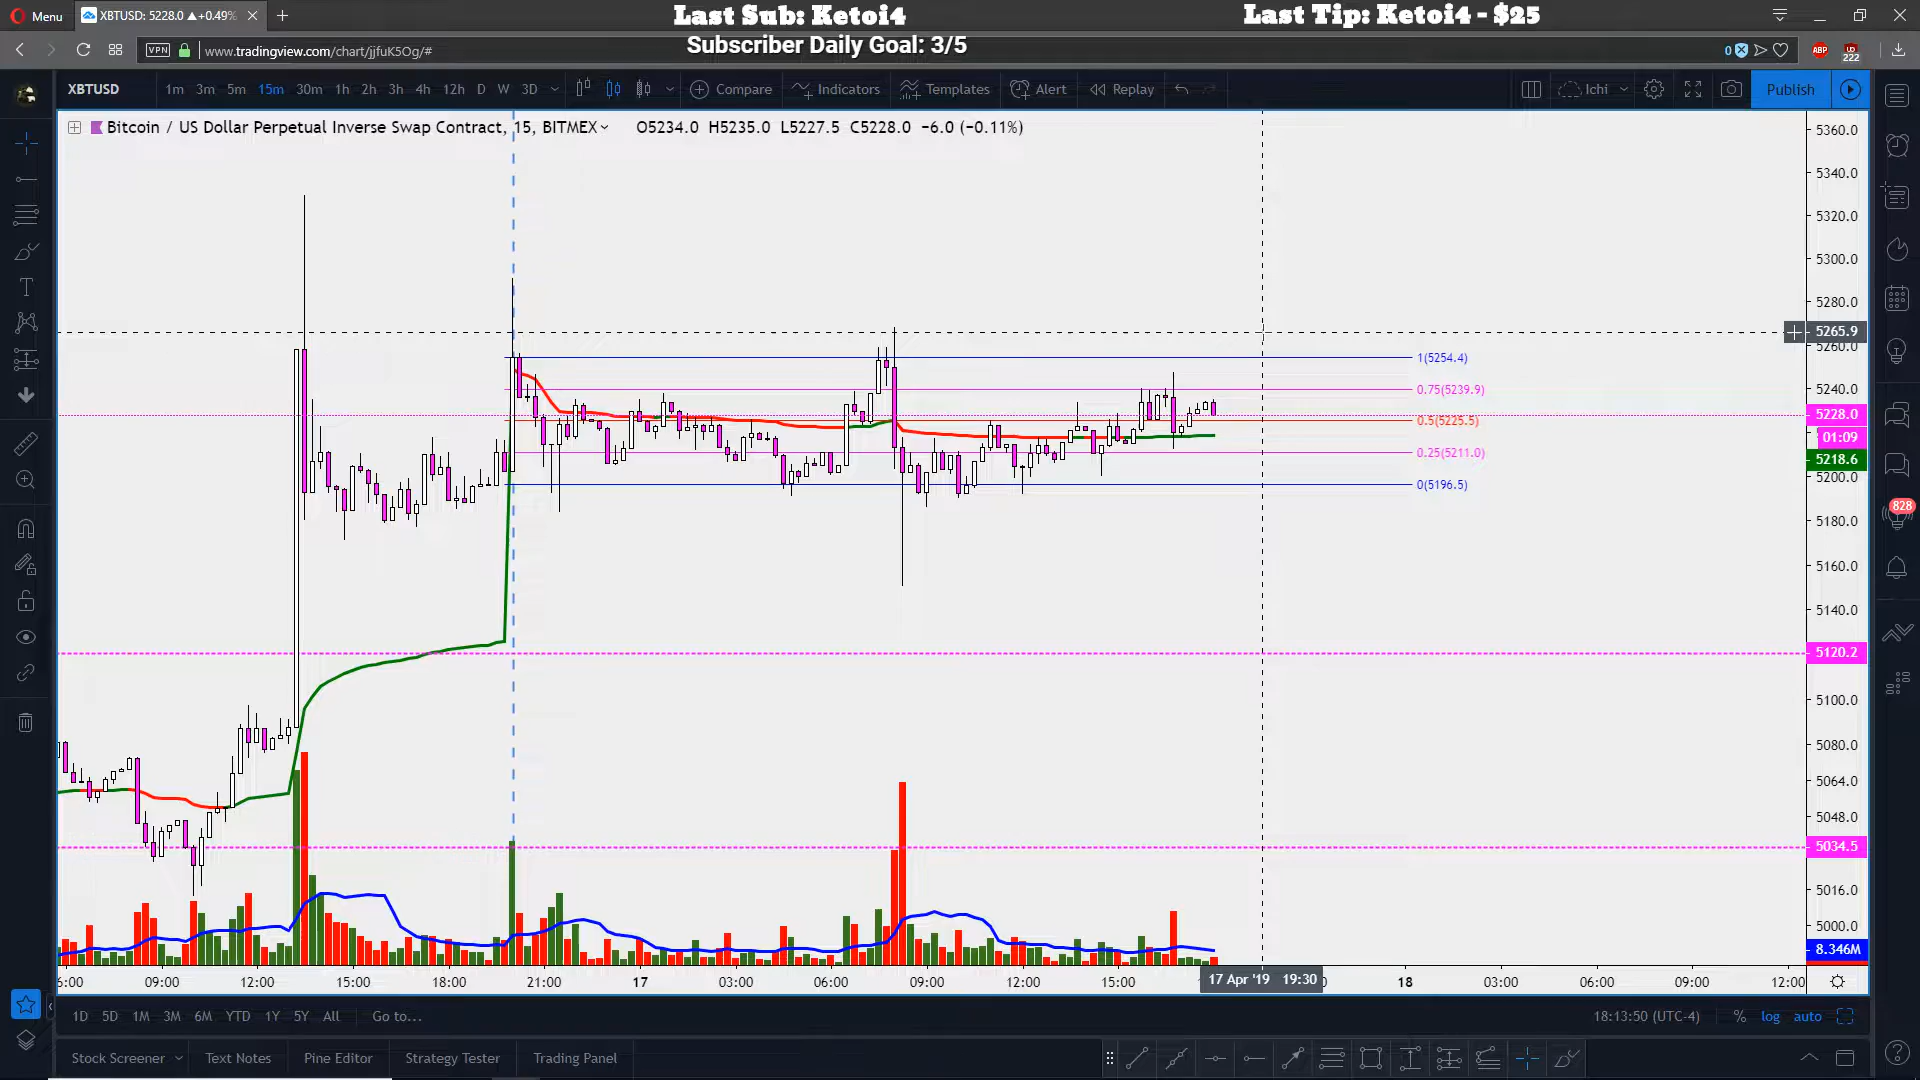 Last Sub: Ketoi4
Last Tip: Ketoi4 - $25
Subscriber Daily Goal: 3/5
Menu
XBTUSD: 5228.0 ▲+0.49%
VPN
www.tradingview.com/chart/jjfuK5Og/#
0
ABP
222
XBTUSD
1m 3m 5m 15m 30m 1h 2h 3h 4h 12h D W 3D
Compare
Indicators
Templates
Alert
Replay
Ichi
Publish
Bitcoin / US Dollar Perpetual Inverse Swap Contract, 15, BITMEX
O5234.0 H5235.0 L5227.5 C5228.0 −6.0 (−0.11%)
5360.0
5340.0
5320.0
5300.0
5280.0
5265.9
5260.0
1(5254.4)
0.75(5239.9)
5240.0
5228.0
0.5(5225.5)
01:09
0.25(5211.0)
5218.6
5200.0
0(5196.5)
5180.0
5160.0
5140.0
5120.2
5100.0
5080.0
5064.0
5048.0
5034.5
5016.0
5000.0
8.346M
828
6:00 09:00 12:00 15:00 18:00 21:00 17 03:00 06:00 09:00 12:00 15:00
17 Apr '19 19:30
18 03:00 06:00 09:00 12:00
1D 5D 1M 3M 6M YTD 1Y 5Y All Go to...
18:13:50 (UTC-4) % log auto
Stock Screener
Text Notes
Pine Editor
Strategy Tester
Trading Panel